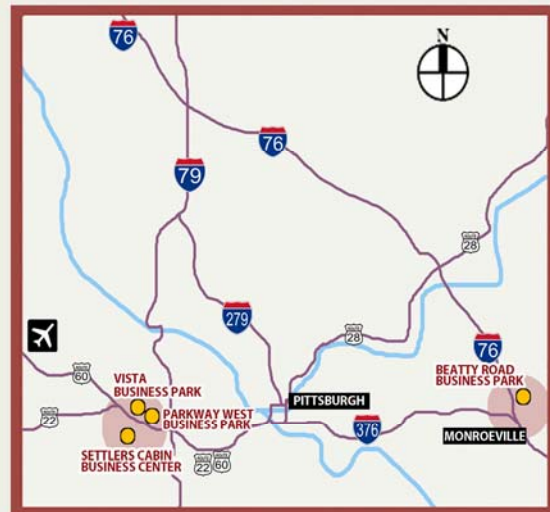 76
N
76
79
28
279
28
76
60
BEATTY ROAD
BUSINESS PARK
VISTA
BUSINESS PARK
PITTSBURGH
22
PARKWAY WEST
BUSINESS PARK
376
MONROEVILLE
SETTLERS CABIN
BUSINESS CENTER
22 60